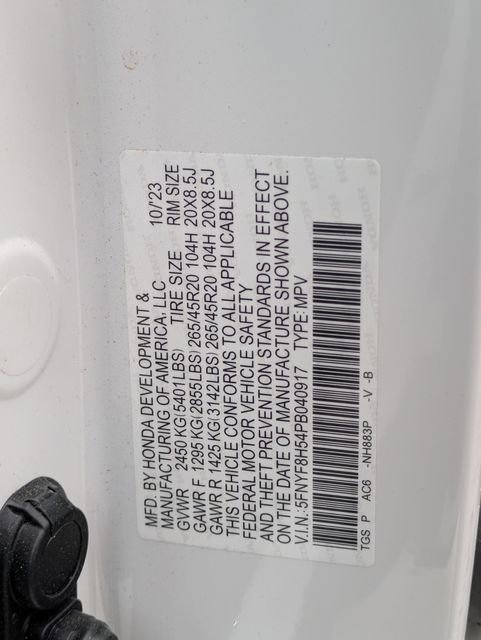 MFD. BY HONDA DEVELOPMENT &
MANUFACTURING OF AMERICA, LLC 10/'23
GVWR 2450 KG(5401LBS) TIRE SIZE RIM SIZE
GAWR F 1295 KG(2855LBS) 265/45R20 104H 20X8.5J
GAWR R 1425 KG(3142LBS) 265/45R20 104H 20X8.5J
THIS VEHICLE CONFORMS TO ALL APPLICABLE
FEDERAL MOTOR VEHICLE SAFETY
AND THEFT PREVENTION STANDARDS IN EFFECT
ON THE DATE OF MANUFACTURE SHOWN ABOVE.
V.I.N.: 5FNYF8H54PB040917 TYPE: MPV
TGS P AC6 -NH883P -V -B